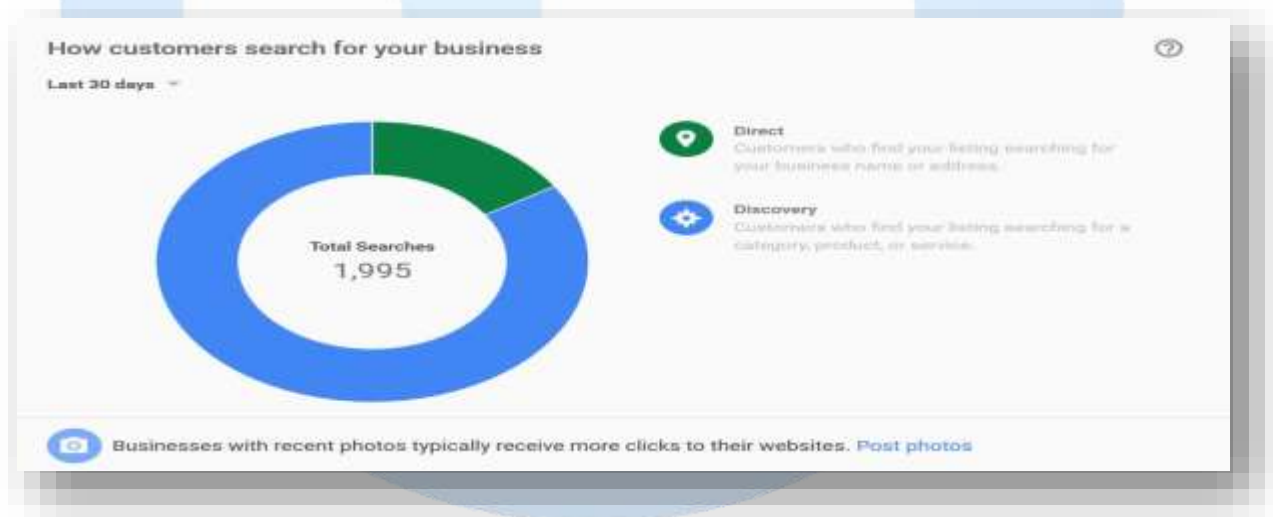 How customers search for your business
Last 30 days
Total Searches
1,995
Direct
Customers who find your listing searching for
your business name or address.
Discovery
Customers who find your listing searching for a
category, product, or service.
Businesses with recent photos typically receive more clicks to their websites. Post photos